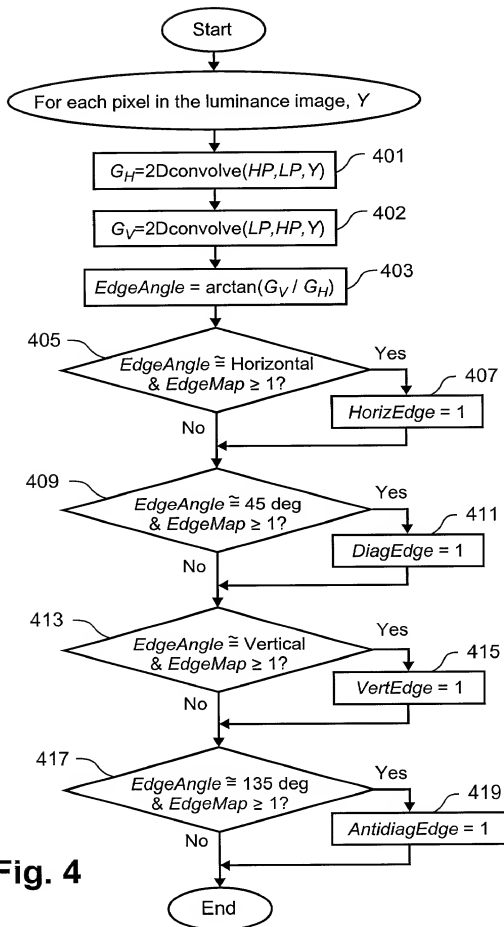 Start
For each pixel in the luminance image, Y
401
G_H=2Dconvolve(HP,LP,Y)
402
G_V=2Dconvolve(LP,HP,Y)
403
EdgeAngle = arctan(G_V / G_H)
405
EdgeAngle ≅ Horizontal
& EdgeMap ≥ 1?
Yes
407
HorizEdge = 1
No
409
EdgeAngle ≅ 45 deg
& EdgeMap ≥ 1?
Yes
411
DiagEdge = 1
No
413
EdgeAngle ≅ Vertical
& EdgeMap ≥ 1?
Yes
415
VertEdge = 1
No
417
EdgeAngle ≅ 135 deg
& EdgeMap ≥ 1?
Yes
419
AntidiagEdge = 1
No
Fig. 4
End